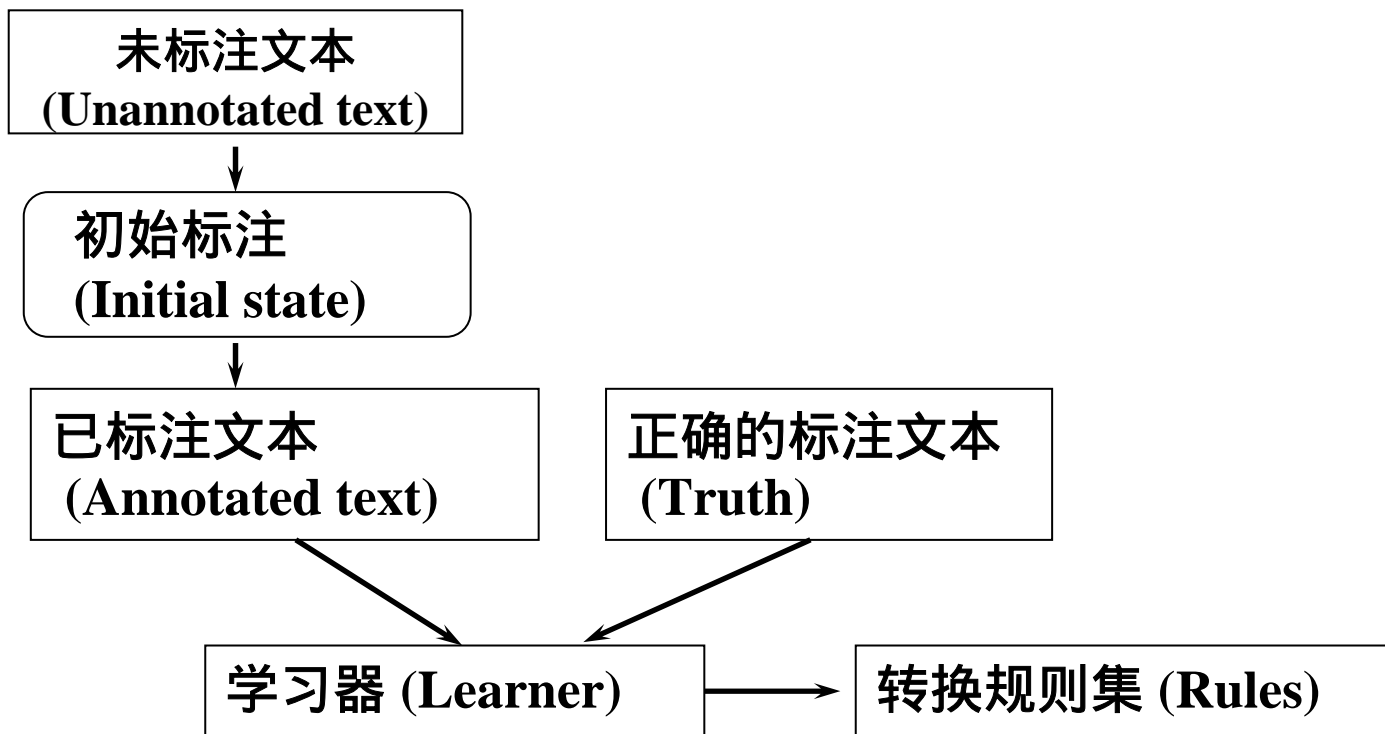 未标注文本
(Unannotated text)
初始标注
(Initial state)
已标注文本
(Annotated text)
正确的标注文本
(Truth)
学习器 (Learner)
转换规则集 (Rules)